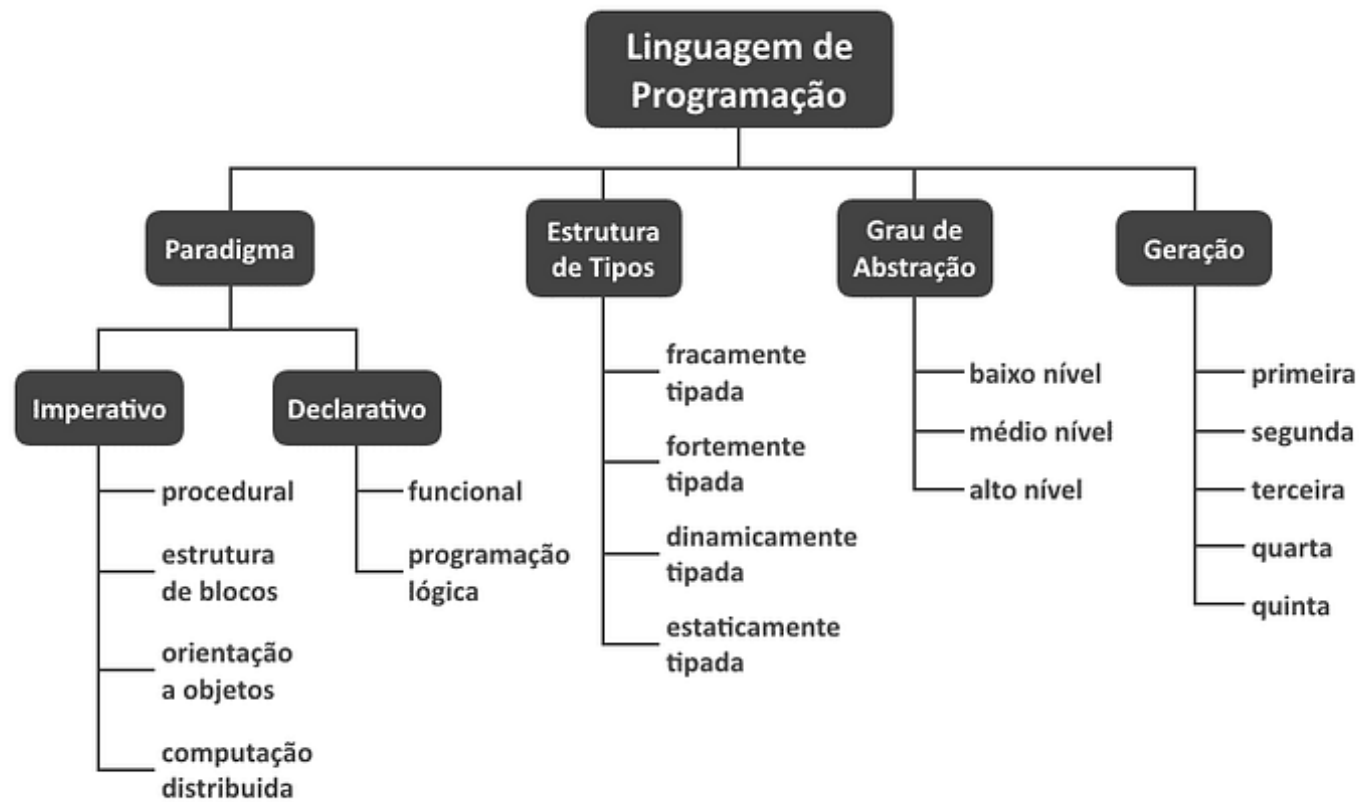 Linguagem de
Programação
Paradigma
Estrutura
de Tipos
Grau de
Abstração
Geração
Imperativo
Declarativo
procedural
estrutura
de blocos
orientação
a objetos
computação
distribuida
funcional
programação
lógica
fracamente
tipada
fortemente
tipada
dinamicamente
tipada
estaticamente
tipada
baixo nível
médio nível
alto nível
primeira
segunda
terceira
quarta
quinta